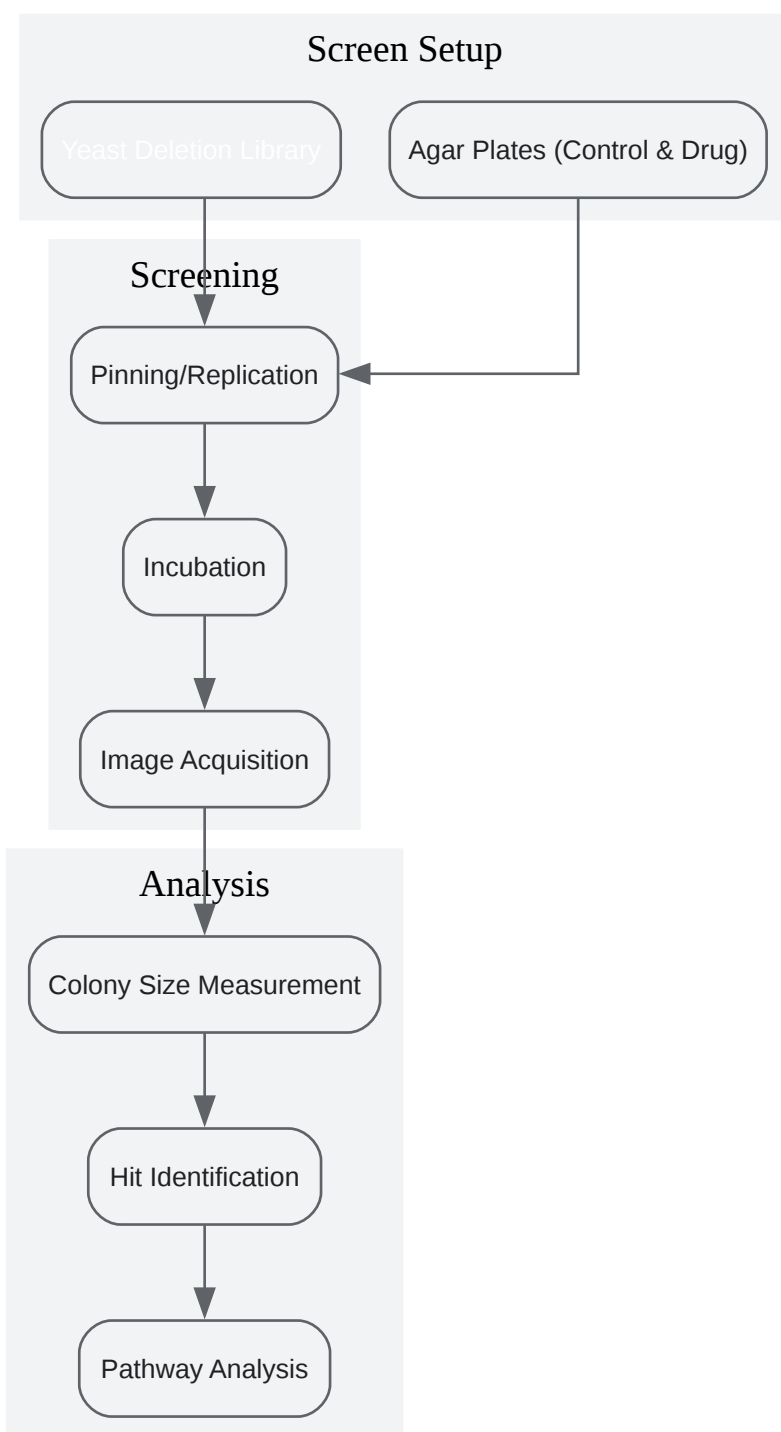 Screen Setup
Yeast Deletion Library
Agar Plates (Control & Drug)
Screening
Pinning/Replication
Incubation
Image Acquisition
Analysis
Colony Size Measurement
Hit Identification
Pathway Analysis